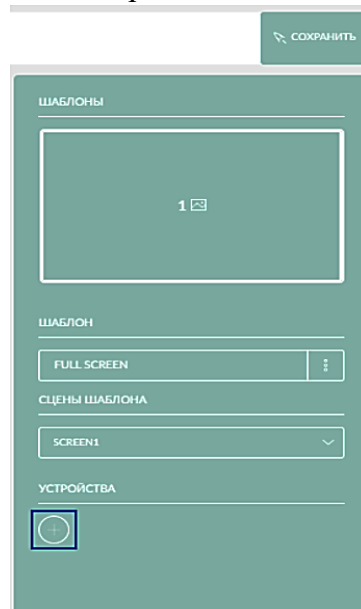 СОХРАНИТЬ
ШАБЛОНЫ
1
ШАБЛОН
FULL SCREEN
СЦЕНЫ ШАБЛОНА
SCREEN1
УСТРОЙСТВА